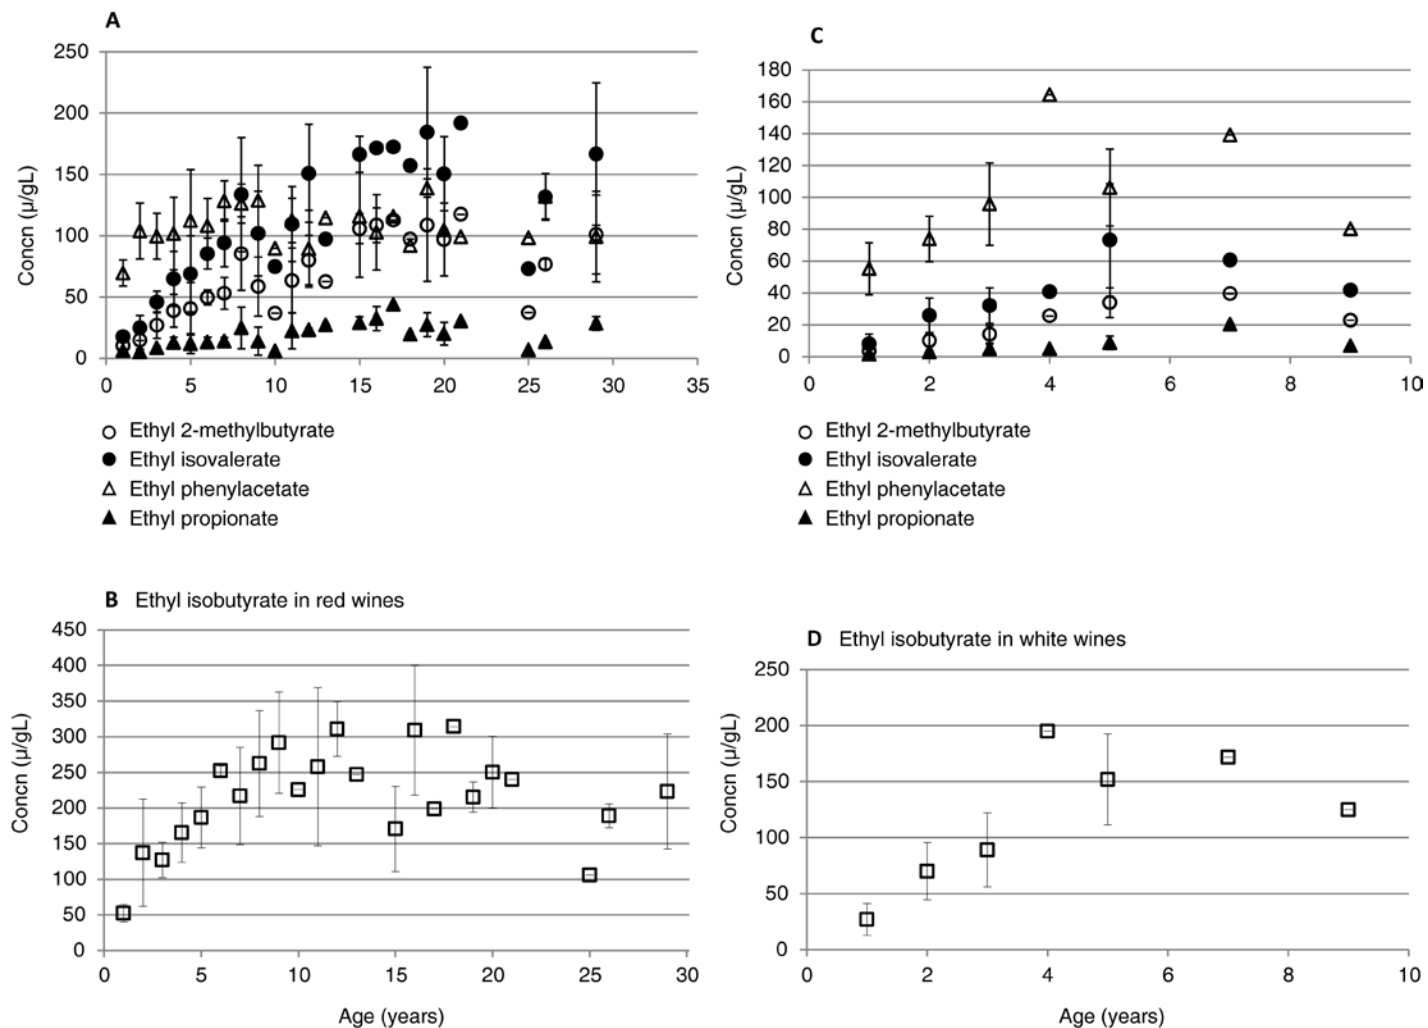 A
Concn (µ/gL)
250
200
150
100
50
0
0 5 10 15 20 25 30 35
Ethyl 2-methylbutyrate
Ethyl isovalerate
Ethyl phenylacetate
Ethyl propionate
C
Concn (µ/gL)
180
160
140
120
100
80
60
40
20
0
0 2 4 6 8 10
Ethyl 2-methylbutyrate
Ethyl isovalerate
Ethyl phenylacetate
Ethyl propionate
B Ethyl isobutyrate in red wines
Concn (µ/gL)
450
400
350
300
250
200
150
100
50
0
0 5 10 15 20 25 30
Age (years)
D Ethyl isobutyrate in white wines
Concn (µ/gL)
250
200
150
100
50
0
0 2 4 6 8 10
Age (years)